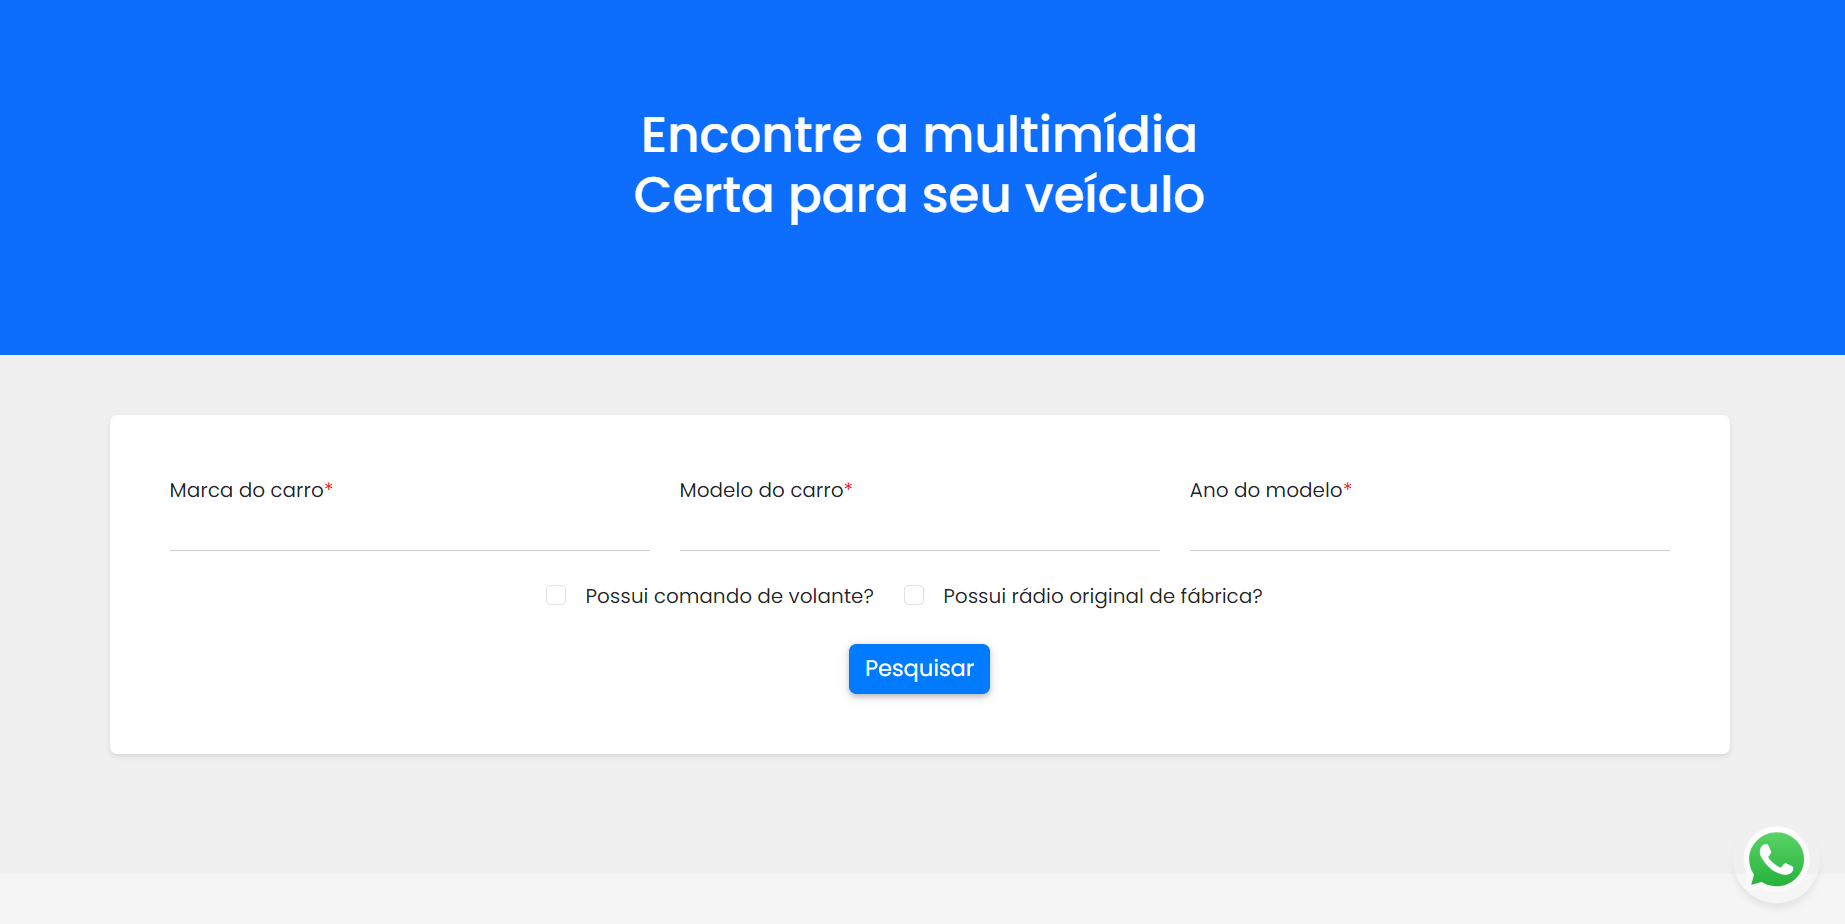 Encontre a multimídia
Certa para seu veículo
Marca do carro*
Modelo do carro*
Ano do modelo*
Possui comando de volante?
Possui rádio original de fábrica?
Pesquisar